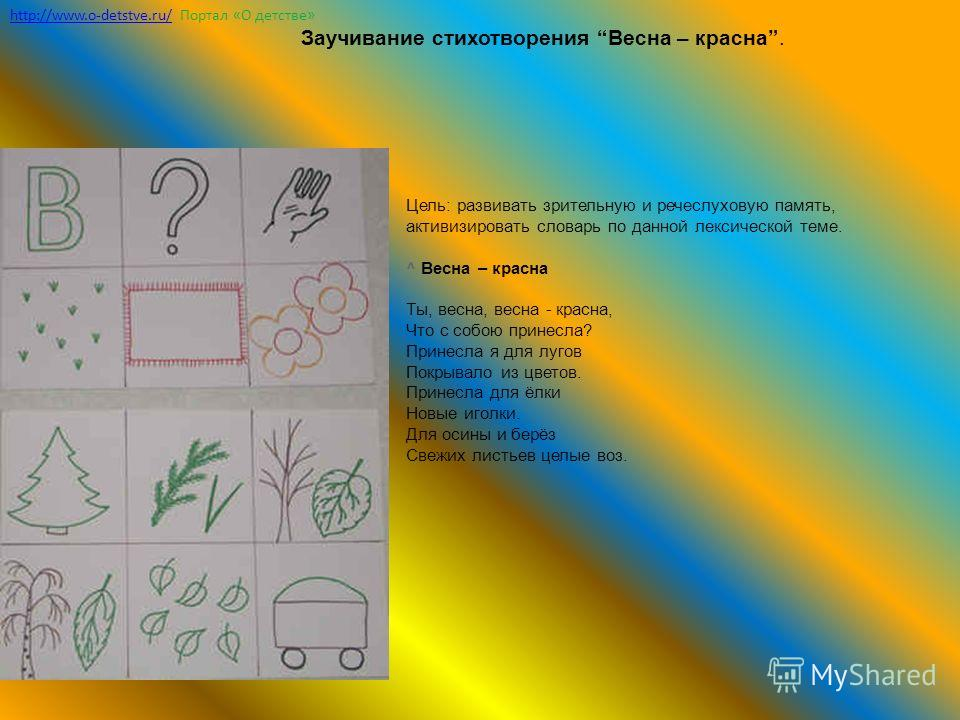 http://www.o-detstve.ru/ Портал «О детстве»
Заучивание стихотворения “Весна – красна”.
В ?
Цель: развивать зрительную и речеслуховую память,
активизировать словарь по данной лексической теме.
^ Весна – красна
Ты, весна, весна - красна,
Что с собою принесла?
Принесла я для лугов
Покрывало из цветов.
Принесла для ёлки
Новые иголки.
Для осины и берёз
Свежих листьев целые воз.
MyShared